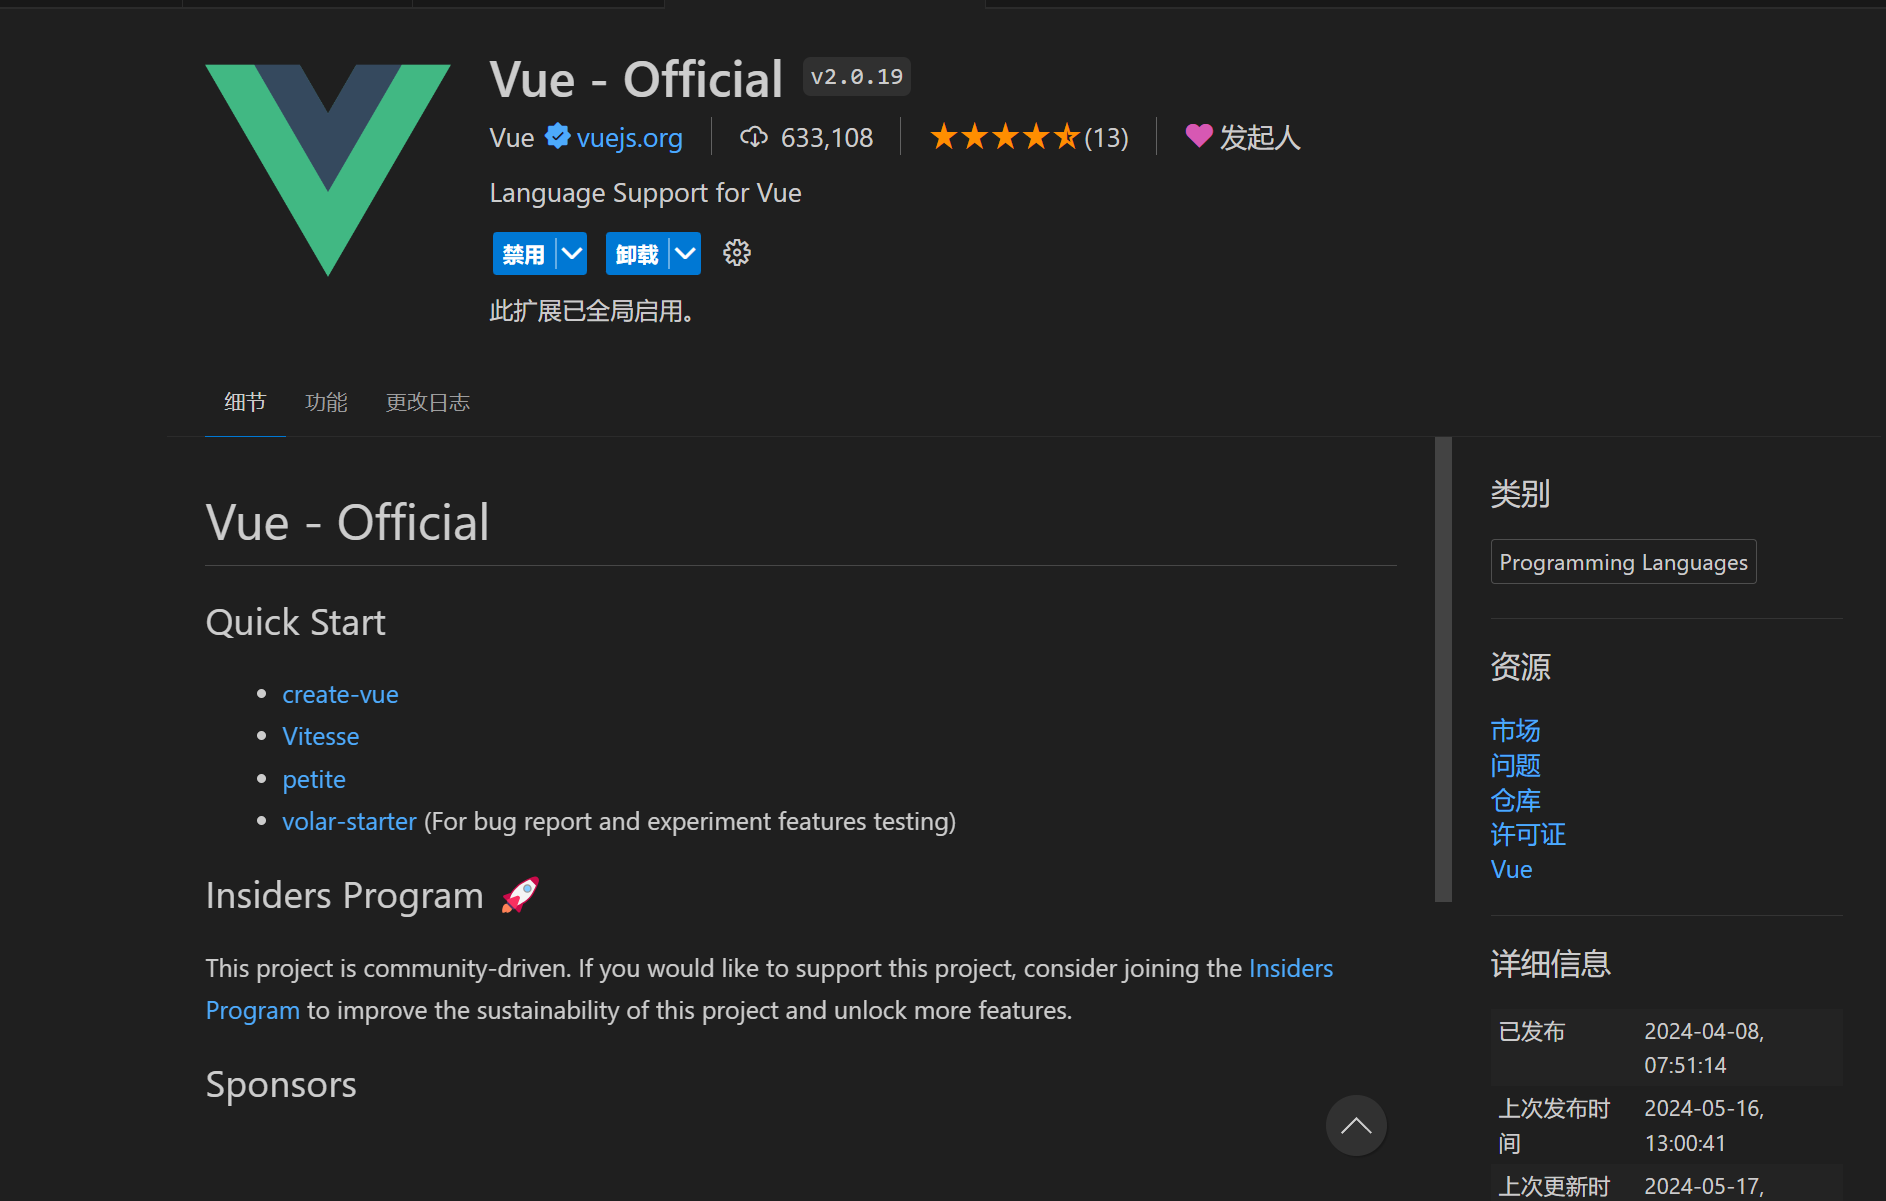 Vue - Official v2.0.19
Vue vuejs.org 633,108 (13) 发起人
Language Support for Vue
禁用 卸载
此扩展已全局启用。
细节 功能 更改日志
Vue - Official
Quick Start
create-vue
Vitesse
petite
volar-starter (For bug report and experiment features testing)
Insiders Program 🚀
This project is community-driven. If you would like to support this project, consider joining the Insiders
Program to improve the sustainability of this project and unlock more features.
Sponsors
类别
Programming Languages
资源
市场
问题
仓库
许可证
Vue
详细信息
已发布 2024-04-08,
07:51:14
上次发布时 2024-05-16,
间 13:00:41
上次更新时 2024-05-17,